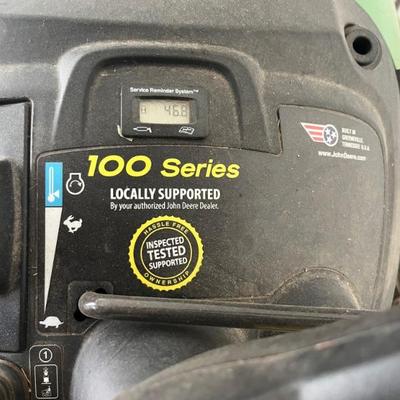 Service Reminder System™
46.8
BUILT IN
GREENEVILLE
TENNESSEE U.S.A.
www.JohnDeere.com
100 Series
LOCALLY SUPPORTED
By your authorized John Deere Dealer.
HASSLE FREE
INSPECTED
TESTED
SUPPORTED
OWNERSHIP
1